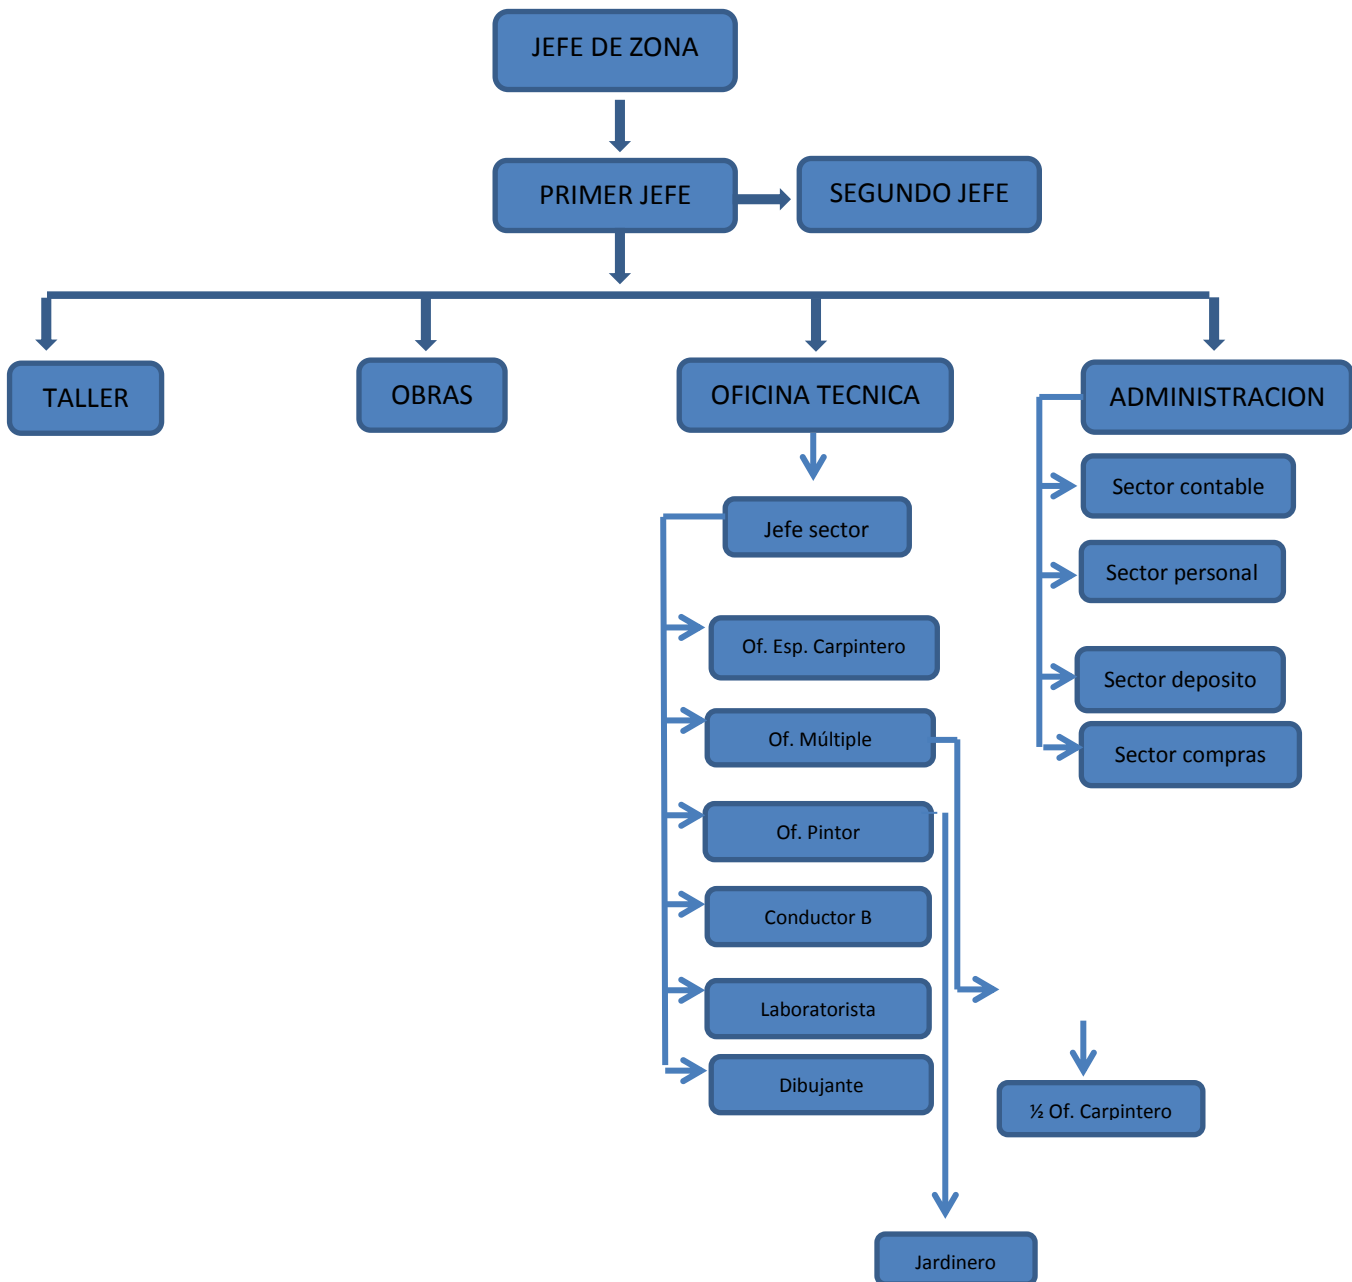 JEFE DE ZONA
PRIMER JEFE
SEGUNDO JEFE
TALLER
OBRAS
OFICINA TECNICA
ADMINISTRACION
Sector contable
Jefe sector
Sector personal
Of. Esp. Carpintero
Sector deposito
Of. Múltiple
Sector compras
Of. Pintor
Conductor B
Laboratorista
Dibujante
½ Of. Carpintero
Jardinero